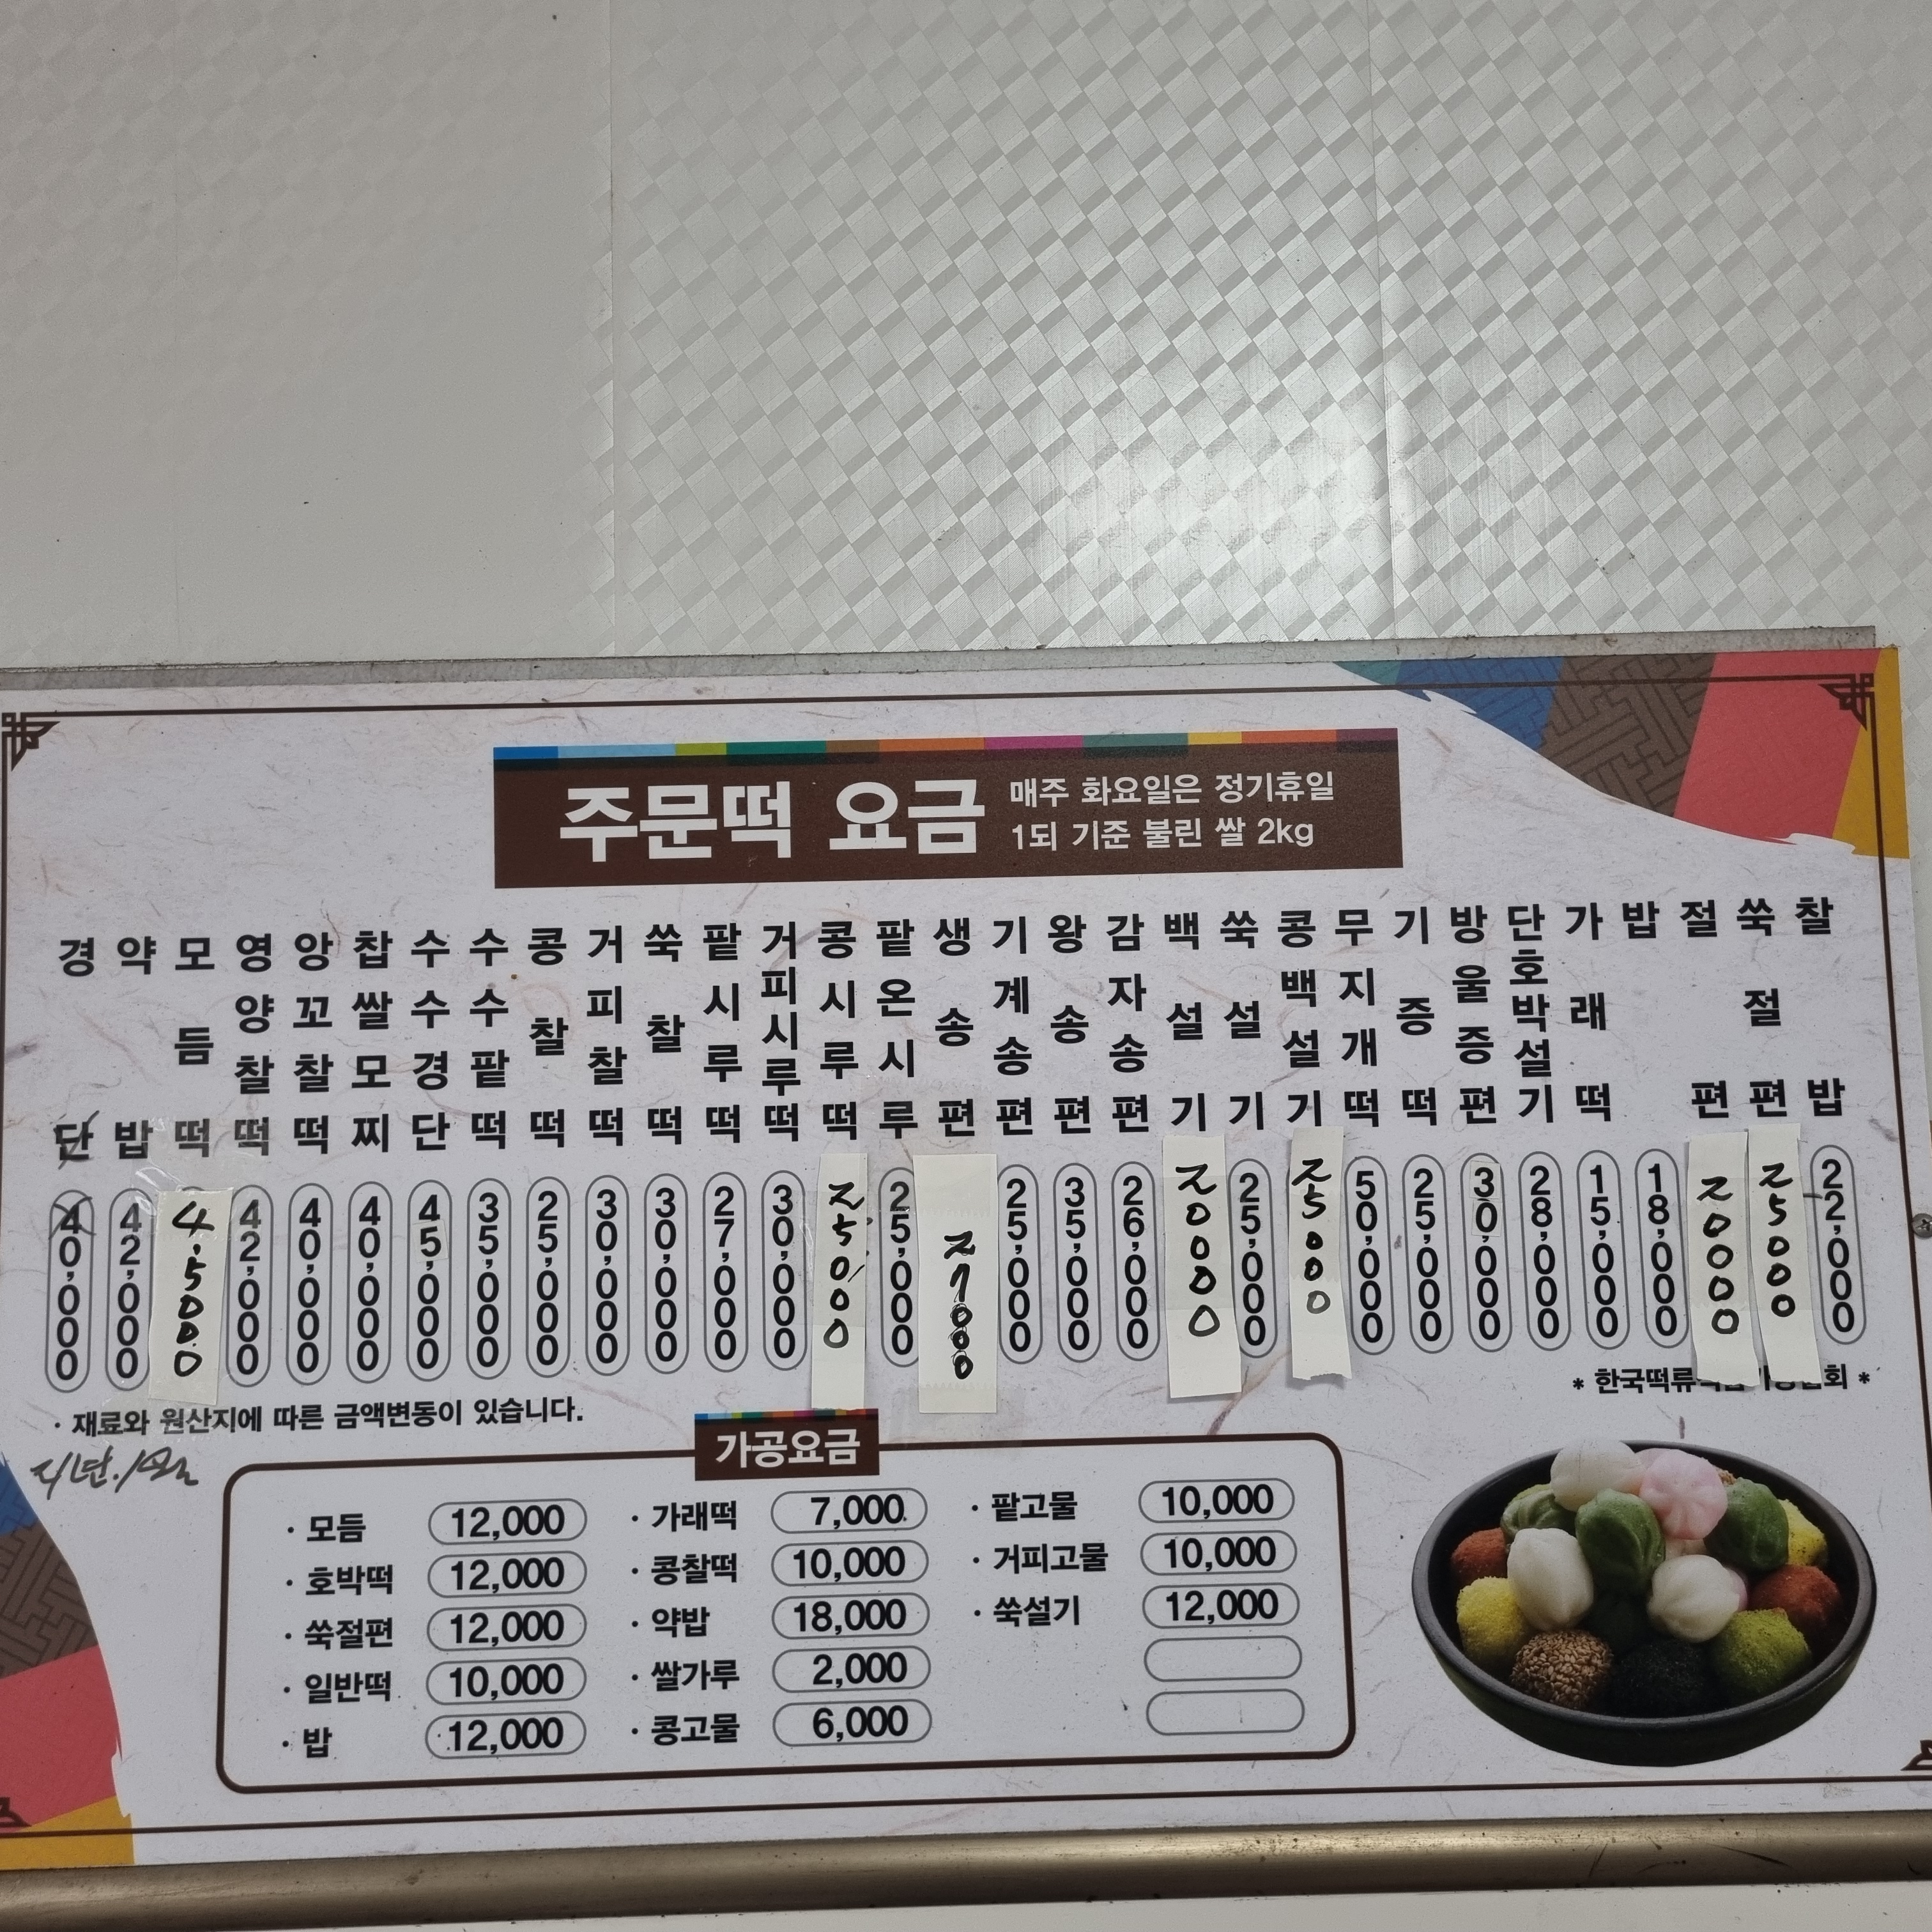 주문떡 요금
매주 화요일은 정기휴일
1되 기준 불린 쌀 2kg
경단 40,000
약밥 42,000
모듬떡 4.5000
영양찰떡 42,000
앙꼬찰떡 40,000
찹쌀모찌 40,000
수수경단 45,000
수수팥떡 35,000
콩찰떡 25,000
거피찰떡 30,000
쑥찰떡 30,000
팥시루떡 27,000
거피시루떡 30,000
콩시루떡 25000
팥온시루 25,000
생송편 27000
기계송편 25,000
왕송편 35,000
감자송편 26,000
백설기 20000
쑥설기 25,000
콩백설기 25000
무지개떡 50,000
기증떡 25,000
방울증편 30,000
단호박설기 28,000
가래떡 15,000
밥 18,000
절편 20000
쑥절편 25000
찰밥 22,000
· 재료와 원산지에 따른 금액변동이 있습니다.
가공요금
· 모듬 12,000
· 호박떡 12,000
· 쑥절편 12,000
· 일반떡 10,000
· 밥 12,000
· 가래떡 7,000
· 콩찰떡 10,000
· 약밥 18,000
· 쌀가루 2,000
· 콩고물 6,000
· 팥고물 10,000
· 거피고물 10,000
· 쑥설기 12,000